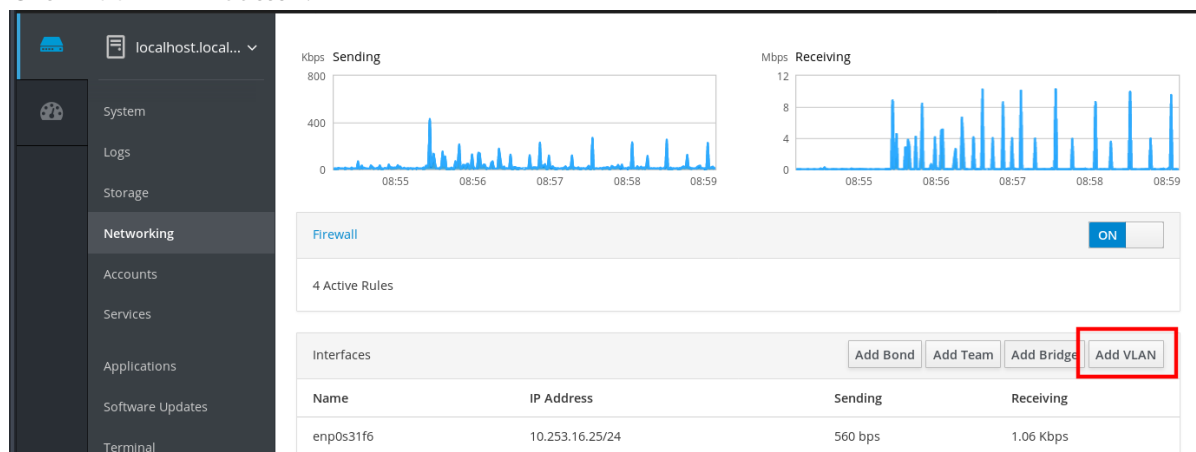 localhost.local...
System
Logs
Storage
Networking
Accounts
Services
Applications
Software Updates
Terminal
Kbps Sending
800
400
0
08:55 08:56 08:57 08:58 08:59
Mbps Receiving
12
8
4
0
08:55 08:56 08:57 08:58 08:59
Firewall ON
4 Active Rules
Interfaces Add Bond Add Team Add Bridge Add VLAN
Name IP Address Sending Receiving
enp0s31f6 10.253.16.25/24 560 bps 1.06 Kbps